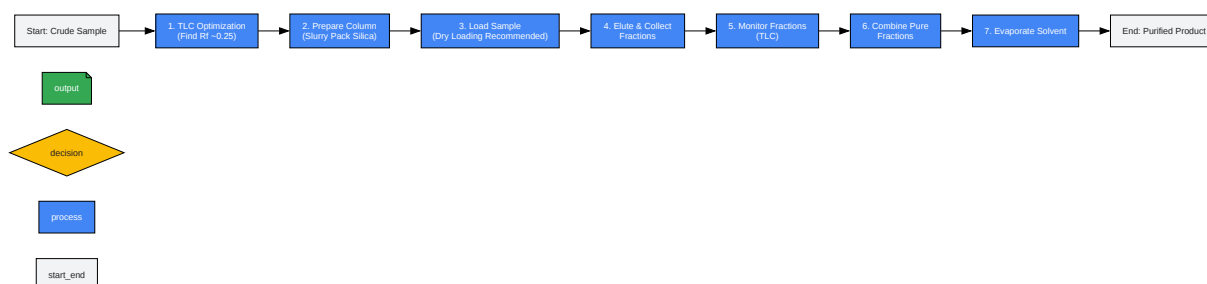 Start: Crude Sample
1. TLC Optimization
(Find Rf ~0.25)
2. Prepare Column
(Slurry Pack Silica)
3. Load Sample
(Dry Loading Recommended)
4. Elute & Collect
Fractions
5. Monitor Fractions
(TLC)
6. Combine Pure
Fractions
7. Evaporate Solvent
End: Purified Product
output
decision
process
start_end